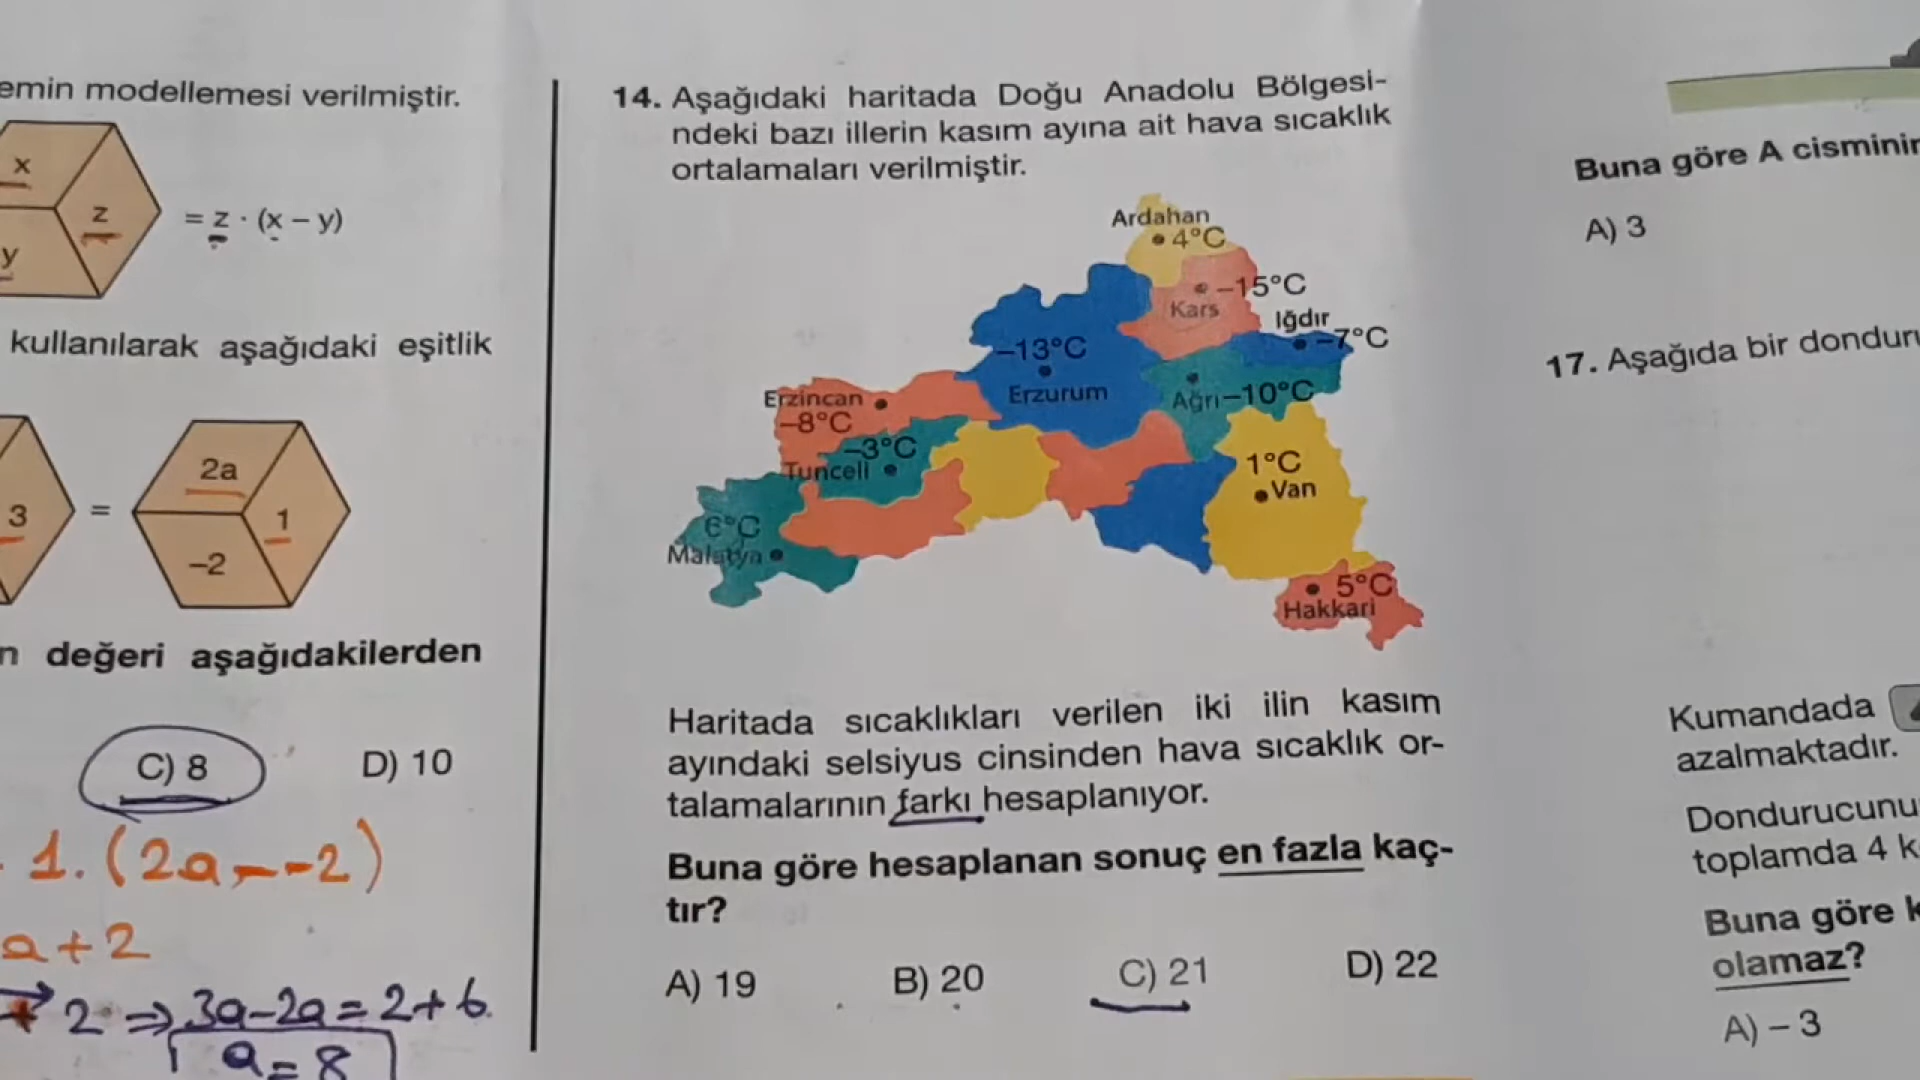 emin modellemesi verilmiştir.
x
z
y
= z · (x – y)
kullanılarak aşağıdaki eşitlik
3
=
2a
1
–2
n değeri aşağıdakilerden
C) 8
D) 10
1. (2a – –2)
a + 2
2 ⇒ 3a – 2a = 2 + 6
a = 8
14. Aşağıdaki haritada Doğu Anadolu Bölgesi-
ndeki bazı illerin kasım ayına ait hava sıcaklık
ortalamaları verilmiştir.
Ardahan
4°C
–15°C
Kars
Iğdır
–7°C
–13°C
Erzurum
Ağrı –10°C
Erzincan
–8°C
–3°C
Tunceli
6°C
Malatya
1°C
Van
5°C
Hakkari
Haritada sıcaklıkları verilen iki ilin kasım
ayındaki selsiyus cinsinden hava sıcaklık or-
talamalarının farkı hesaplanıyor.
Buna göre hesaplanan sonuç en fazla kaç-
tır?
A) 19
B) 20
C) 21
D) 22
Buna göre A cisminin
A) 3
17. Aşağıda bir donduru
Kumandada
azalmaktadır.
Dondurucunu
toplamda 4 k
Buna göre k
olamaz?
A) – 3